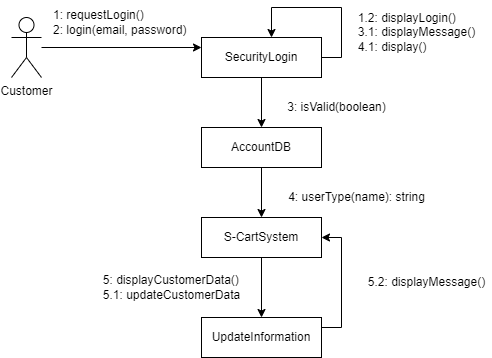 1: requestLogin()
2: login(email, password)
1.2: displayLogin()
3.1: displayMessage()
4.1: display()
SecurityLogin
Customer
3: isValid(boolean)
AccountDB
4: userType(name): string
S-CartSystem
5: displayCustomerData()
5.1: updateCustomerData
5.2: displayMessage()
UpdateInformation